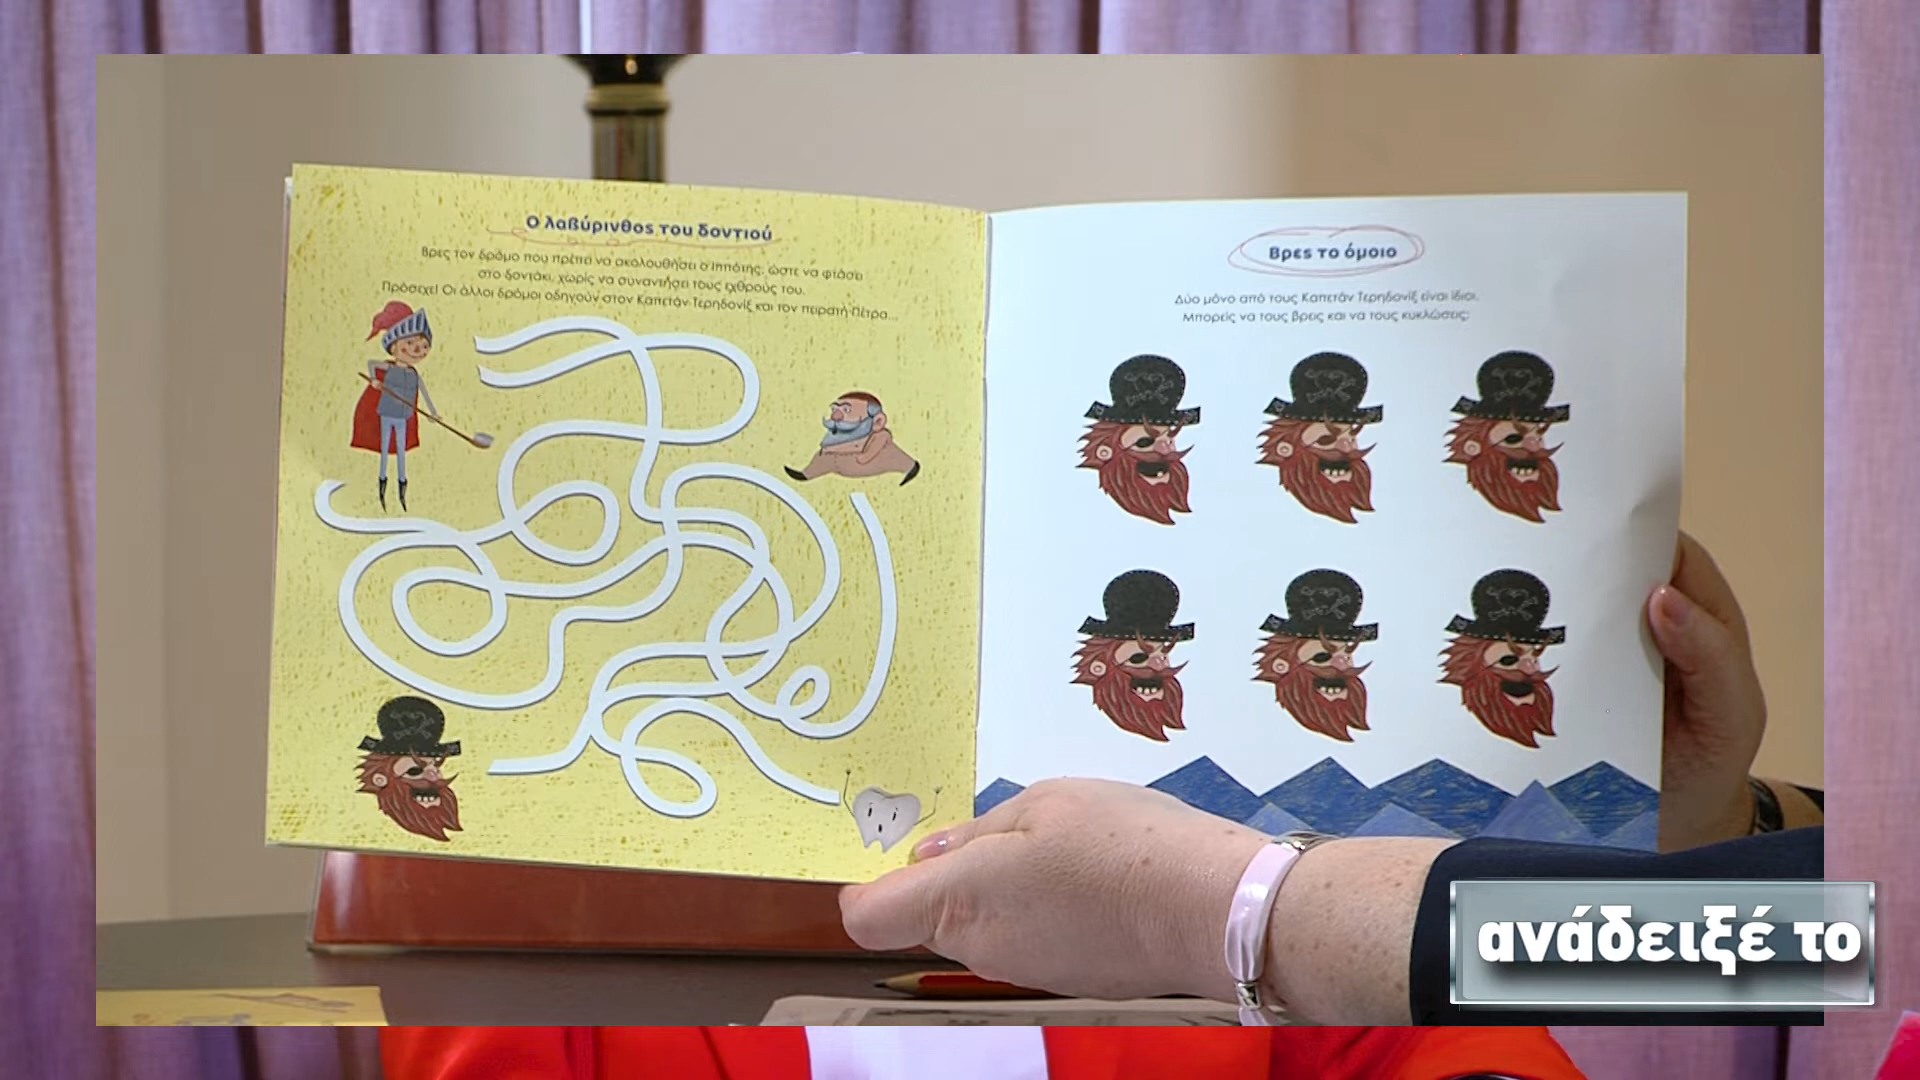 Ο λαβύρινθος του δοντιού
Βρες τον δρόμο που πρέπει να ακολουθήσει ο ιππότης, ώστε να φτάσει
στο δοντάκι, χωρίς να συναντήσει τους εχθρούς του.
Πρόσεχε! Οι άλλοι δρόμοι οδηγούν στον Καπετάν Τερηδονίξ και τον πειρατή Πέτρα...
Βρες το όμοιο
Δύο μόνο από τους Καπετάν Τερηδονίξ είναι ίδιοι.
Μπορείς να τους βρεις και να τους κυκλώσεις;
ανάδειξέ το